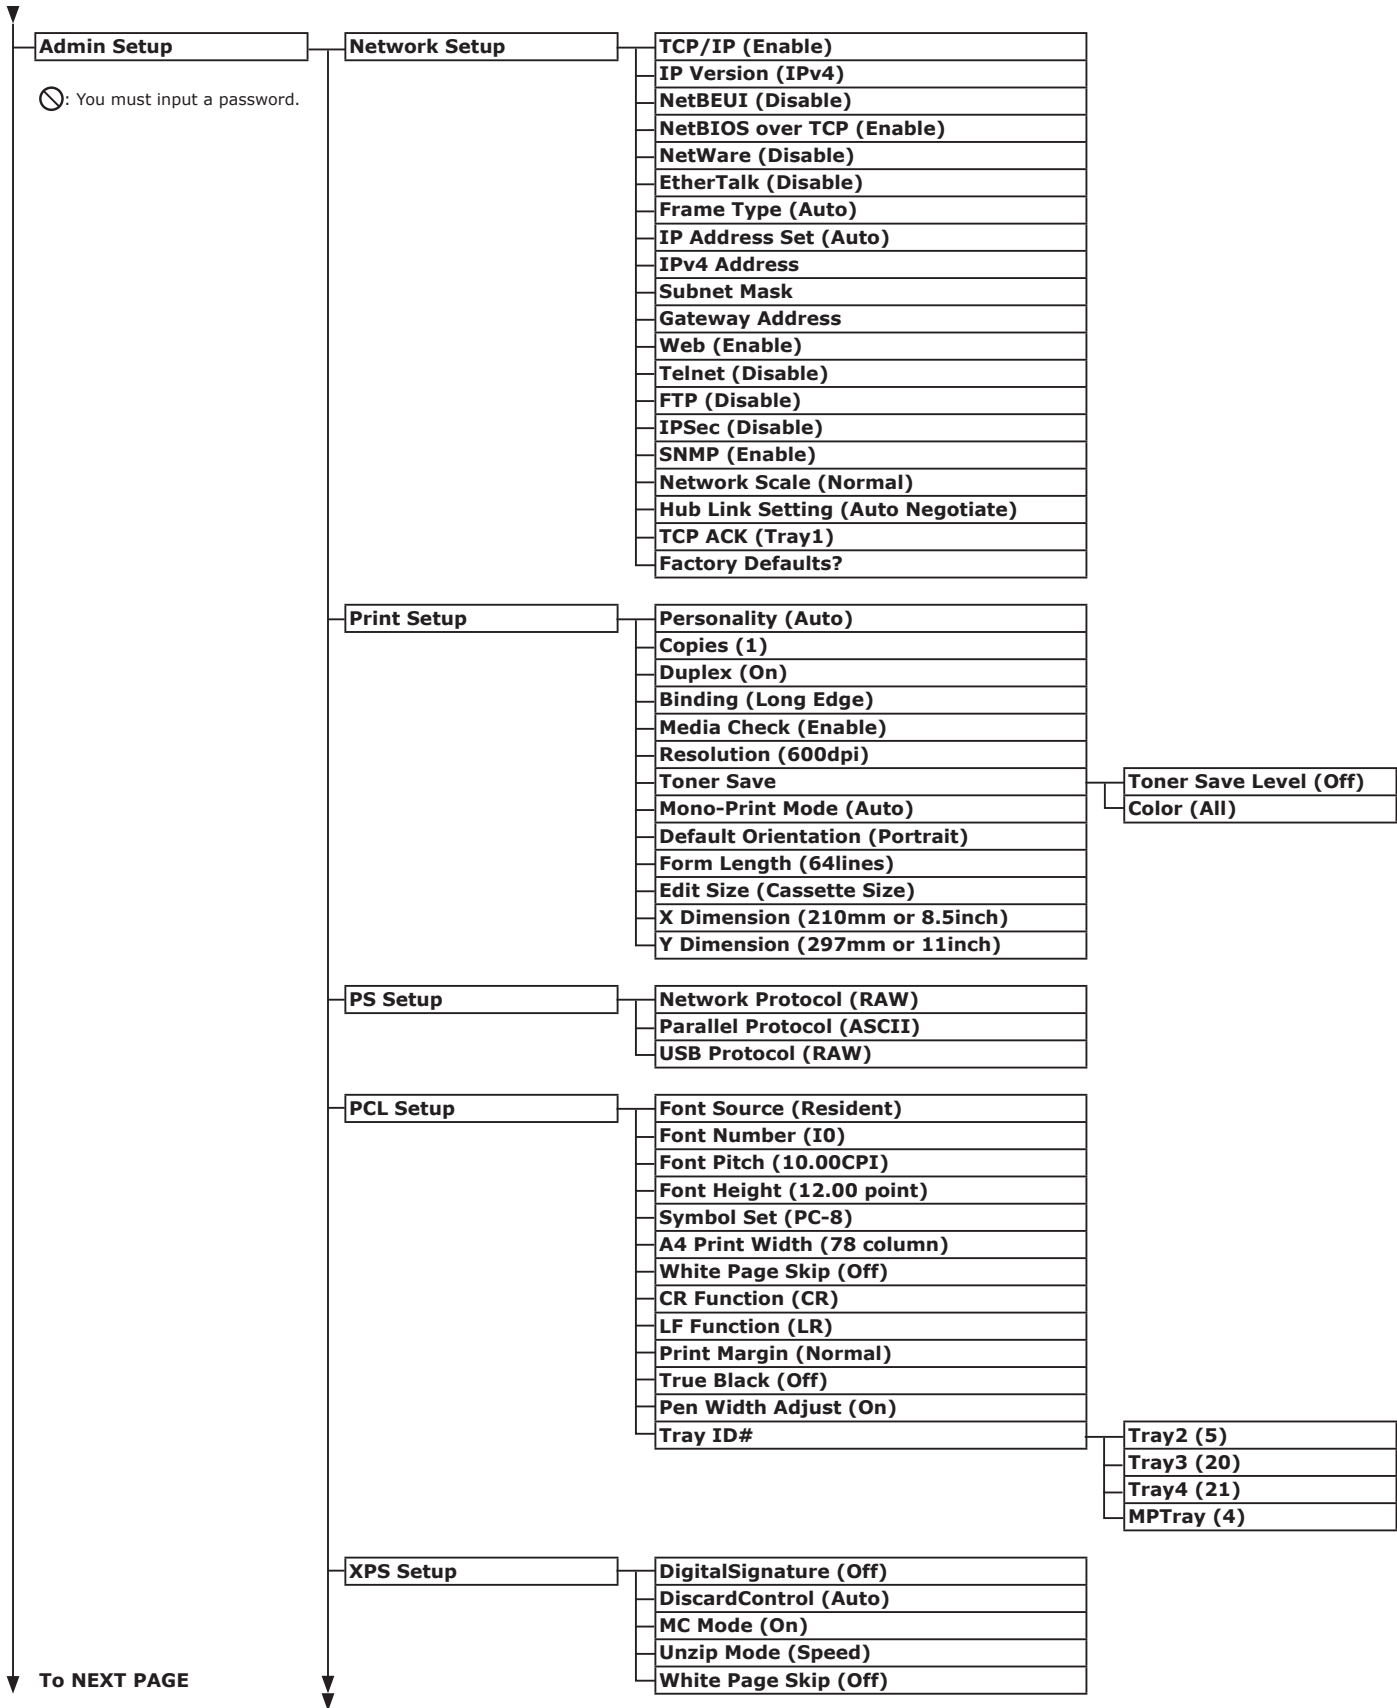 Admin Setup
: You must input a password.
Network Setup
TCP/IP (Enable)
IP Version (IPv4)
NetBEUI (Disable)
NetBIOS over TCP (Enable)
NetWare (Disable)
EtherTalk (Disable)
Frame Type (Auto)
IP Address Set (Auto)
IPv4 Address
Subnet Mask
Gateway Address
Web (Enable)
Telnet (Disable)
FTP (Disable)
IPSec (Disable)
SNMP (Enable)
Network Scale (Normal)
Hub Link Setting (Auto Negotiate)
TCP ACK (Tray1)
Factory Defaults?
Print Setup
Personality (Auto)
Copies (1)
Duplex (On)
Binding (Long Edge)
Media Check (Enable)
Resolution (600dpi)
Toner Save
Toner Save Level (Off)
Color (All)
Mono-Print Mode (Auto)
Default Orientation (Portrait)
Form Length (64lines)
Edit Size (Cassette Size)
X Dimension (210mm or 8.5inch)
Y Dimension (297mm or 11inch)
PS Setup
Network Protocol (RAW)
Parallel Protocol (ASCII)
USB Protocol (RAW)
PCL Setup
Font Source (Resident)
Font Number (I0)
Font Pitch (10.00CPI)
Font Height (12.00 point)
Symbol Set (PC-8)
A4 Print Width (78 column)
White Page Skip (Off)
CR Function (CR)
LF Function (LR)
Print Margin (Normal)
True Black (Off)
Pen Width Adjust (On)
Tray ID#
Tray2 (5)
Tray3 (20)
Tray4 (21)
MPTray (4)
XPS Setup
DigitalSignature (Off)
DiscardControl (Auto)
MC Mode (On)
Unzip Mode (Speed)
White Page Skip (Off)
To NEXT PAGE